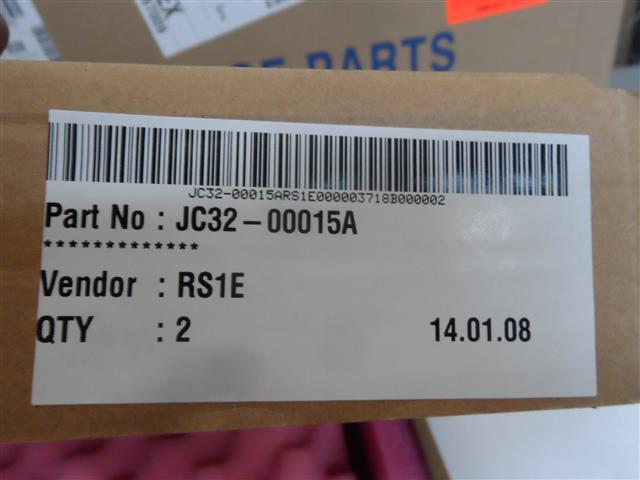 PARTS
JC32-00015ARS1E000003718B000002
Part No : JC32-00015A
*************
Vendor : RS1E
QTY : 2 14.01.08